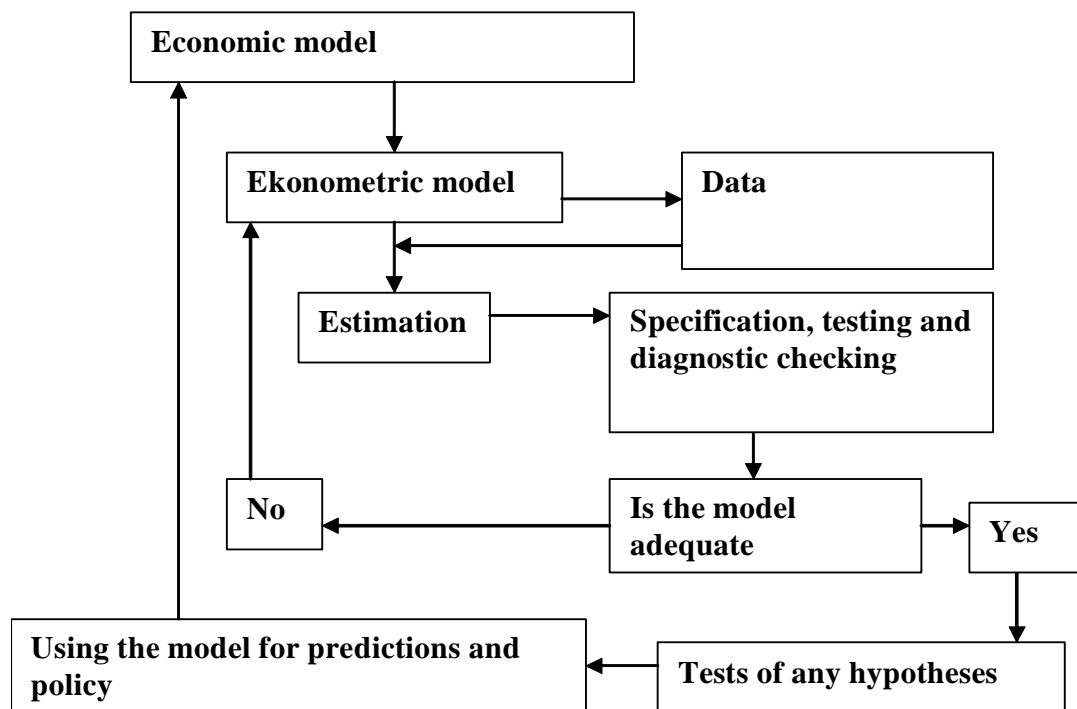 Economic model
Ekonometric model
Data
Estimation
Specification, testing and
diagnostic checking
No
Is the model
adequate
Yes
Using the model for predictions and
policy
Tests of any hypotheses